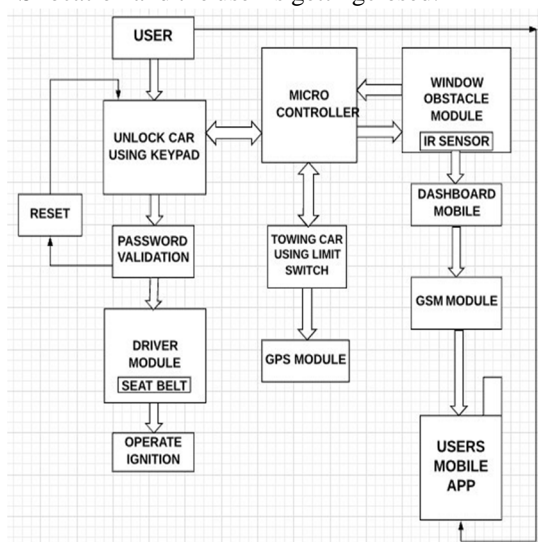 USER
UNLOCK CAR
USING KEYPAD
RESET
PASSWORD
VALIDATION
DRIVER
MODULE
SEAT BELT
OPERATE
IGNITION
MICRO
CONTROLLER
TOWING CAR
USING LIMIT
SWITCH
GPS MODULE
WINDOW
OBSTACLE
MODULE
IR SENSOR
DASHBOARD
MOBILE
GSM MODULE
USERS
MOBILE
APP